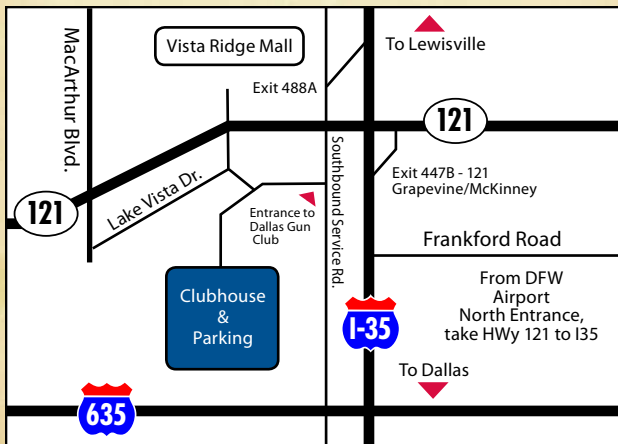 MacArthur Blvd.
Vista Ridge Mall
To Lewisville
Exit 488A
121
Exit 447B - 121
Grapevine/McKinney
Southbound Service Rd.
Lake Vista Dr.
121
Entrance to
Dallas Gun
Club
Frankford Road
Clubhouse
&
Parking
From DFW
Airport
North Entrance,
take HWy 121 to I35
I-35
To Dallas
635